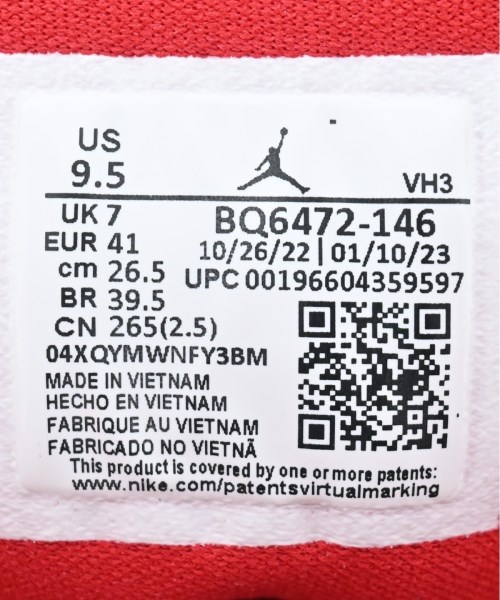 US
9.5
VH3
UK 7
BQ6472-146
EUR 41
10/26/22 | 01/10/23
cm 26.5
UPC 00196604359597
BR 39.5
CN 265(2.5)
04XQYMWNFY3BM
MADE IN VIETNAM
HECHO EN VIETNAM
FABRIQUE AU VIETNAM
FABRICADO NO VIETNÃ
This product is covered by one or more patents:
www.nike.com/patentsvirtualmarking